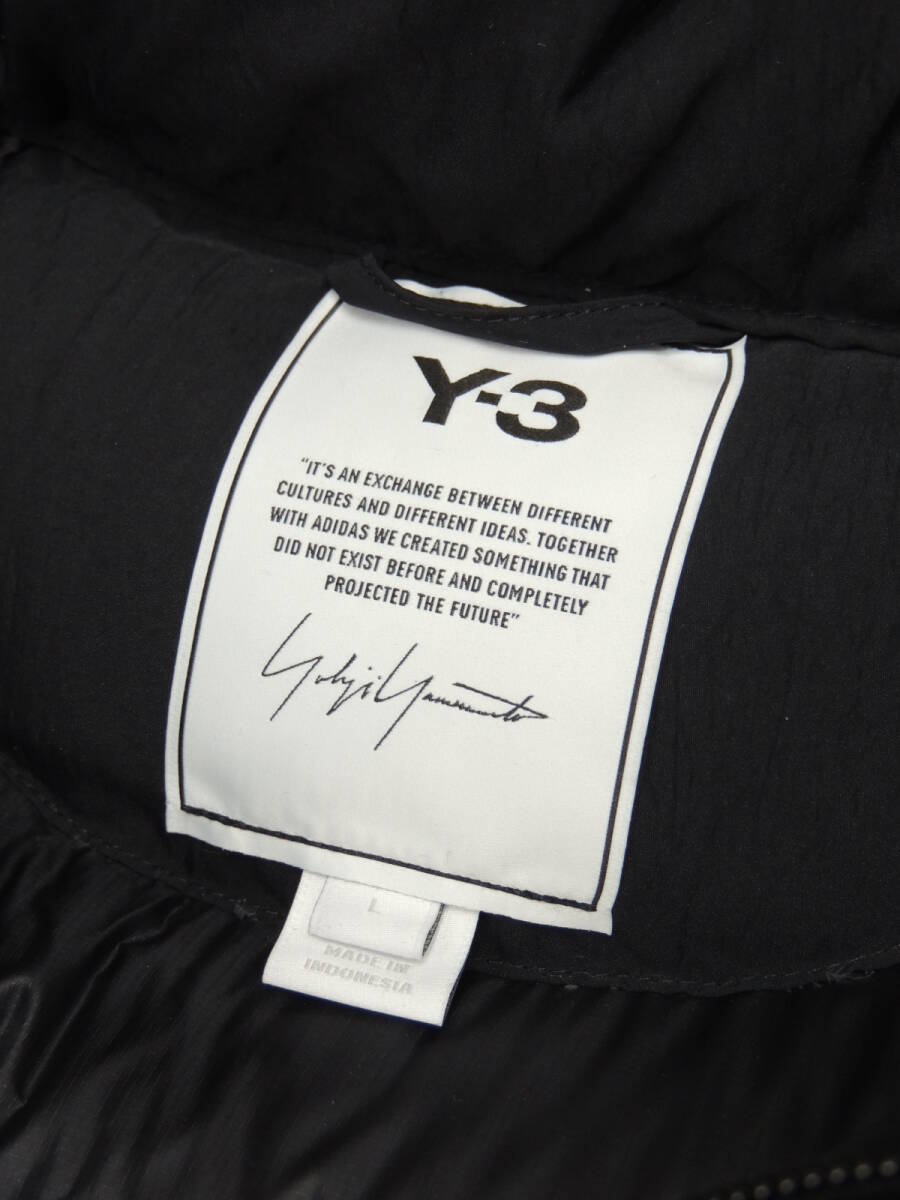 Y-3
"IT'S AN EXCHANGE BETWEEN DIFFERENT
CULTURES AND DIFFERENT IDEAS. TOGETHER
WITH ADIDAS WE CREATED SOMETHING THAT
DID NOT EXIST BEFORE AND COMPLETELY
PROJECTED THE FUTURE"
Yohji Yamamoto
L
MADE IN
INDONESIA